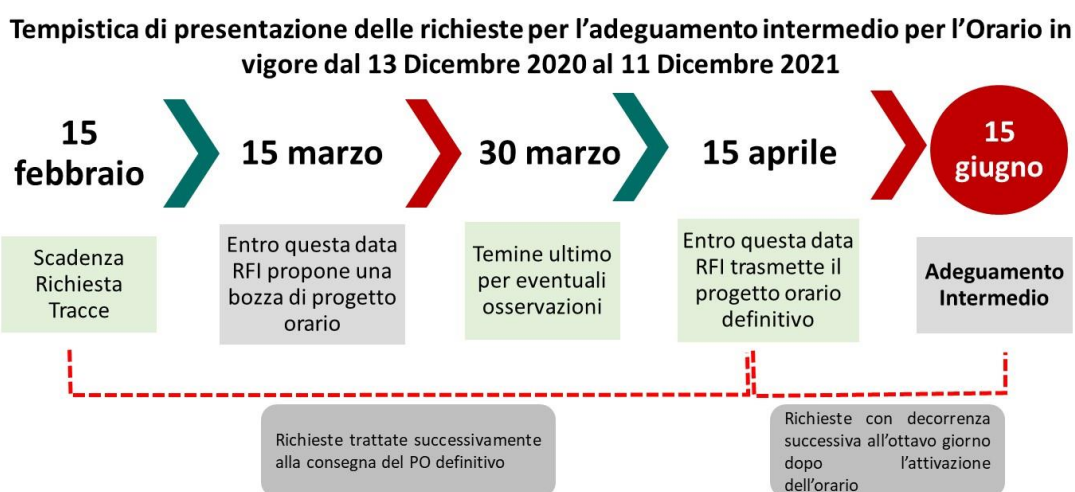 Tempistica di presentazione delle richieste per l’adeguamento intermedio per l’Orario in
vigore dal 13 Dicembre 2020 al 11 Dicembre 2021
15
febbraio
15 marzo
30 marzo
15 aprile
15
giugno
Scadenza
Richiesta
Tracce
Entro questa data
RFI propone una
bozza di progetto
orario
Temine ultimo
per eventuali
osservazioni
Entro questa data
RFI trasmette il
progetto orario
definitivo
Adeguamento
Intermedio
Richieste trattate successivamente
alla consegna del PO definitivo
Richieste con decorrenza
successiva all’ottavo giorno
dopo l’attivazione
dell’orario